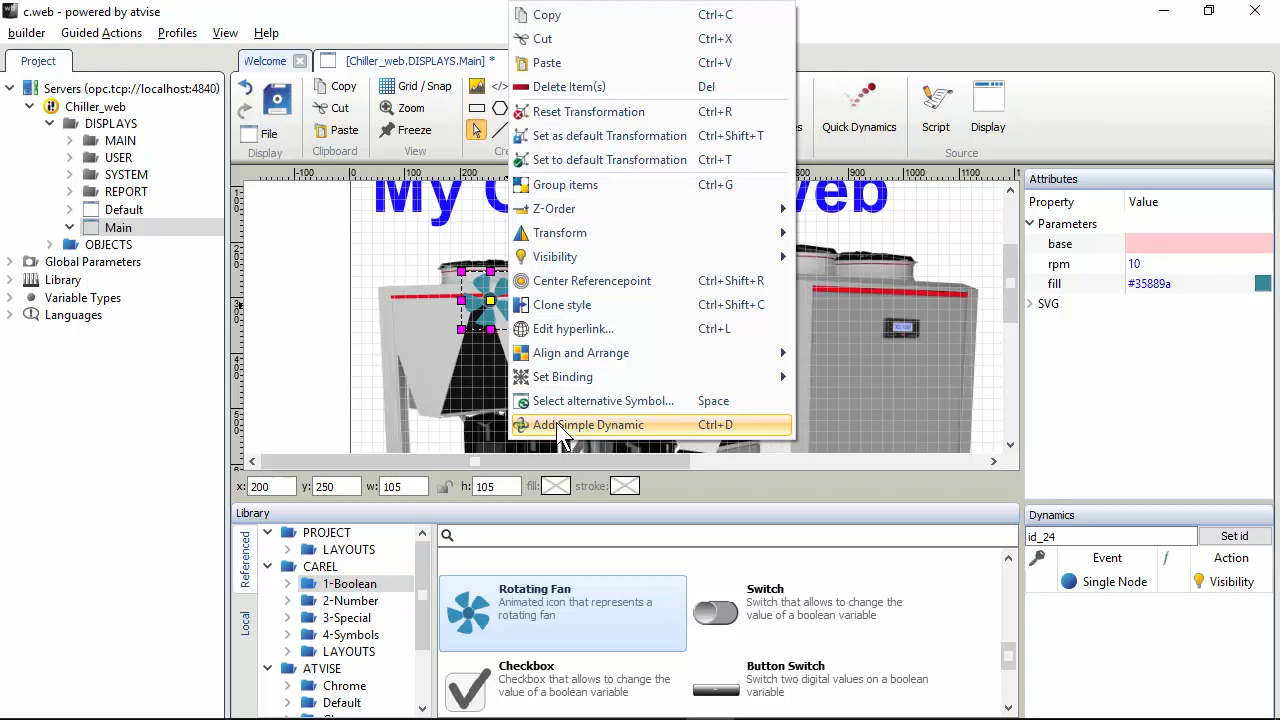 c.web - powered by atvise
builder Guided Actions Profiles View Help
Project
Servers (opc.tcp://localhost:4840)
Chiller_web
DISPLAYS
MAIN
USER
SYSTEM
REPORT
Default
Main
OBJECTS
Global Parame
Library
Variable Types
Languages
Welcome
[Chiller_web.DISPLAYS.Main] *
File
Display
Copy
Cut
Paste
Clipboard
Grid / Snap
Zoom
Freeze
View
Quick Dynamics
Script
Display
Source
-100 0 200 800 900 1000 1100
My C
eb
Copy Ctrl+C
Cut Ctrl+X
Paste Ctrl+V
Delete Item(s) Del
Reset Transformation Ctrl+R
Set as default Transformation Ctrl+Shift+T
Set to default Transformation Ctrl+T
Group items Ctrl+G
Z-Order
Transform
Visibility
Center Referencepoint Ctrl+Shift+R
Clone style Ctrl+Shift+C
Edit hyperlink... Ctrl+L
Align and Arrange
Set Binding
Select alternative Symbol... Space
Add Simple Dynamic Ctrl+D
x: 200 y: 250 w: 105 h: 105 fill: stroke:
Library
Referenced
Local
PROJECT
LAYOUTS
CAREL
1-Boolean
2-Number
3-Special
4-Symbols
LAYOUTS
ATVISE
Chrome
Default
Rotating Fan
Animated icon that represents a
rotating fan
Switch
Switch that allows to change the
value of a boolean variable
Checkbox
Checkbox that allows to change the
value of a boolean variable
Button Switch
Switch two digital values on a boolean
variable
Attributes
Property Value
Parameters
base
rpm 10
fill #35889a
SVG
Dynamics
id_24 Set id
Event f Action
Single Node Visibility